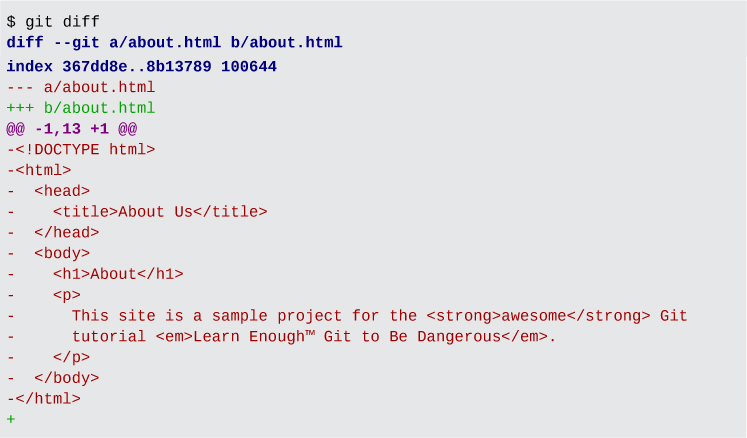 $ git diff
diff --git a/about.html b/about.html
index 367dd8e..8b13789 100644
--- a/about.html
+++ b/about.html
@@ -1,13 +1 @@
-<!DOCTYPE html>
-<html>
-  <head>
-    <title>About Us</title>
-  </head>
-  <body>
-    <h1>About</h1>
-    <p>
-      This site is a sample project for the <strong>awesome</strong> Git
-      tutorial <em>Learn Enough™ Git to Be Dangerous</em>.
-    </p>
-  </body>
-</html>
+